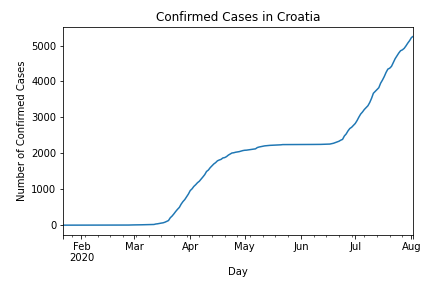 Confirmed Cases in Croatia
Number of Confirmed Cases
5000
4000
3000
2000
1000
0
Feb Mar Apr May Jun Jul Aug
2020
Day